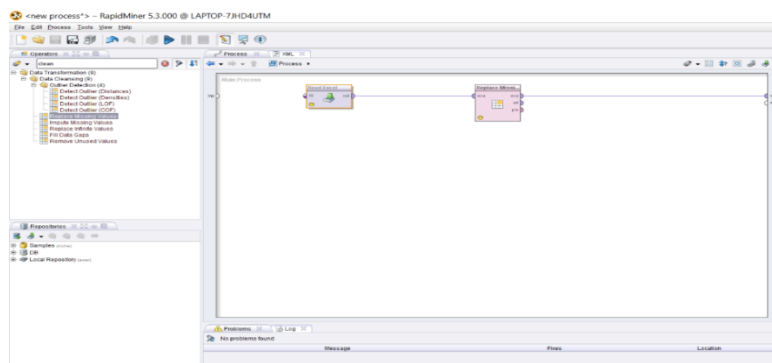 <new process*> – RapidMiner 5.3.000 @ LAPTOP-7JHD4UTM
File Edit Process Tools View Help
Operators
Process
XML
clean
Process
Data Transformation (9)
Data Cleansing (9)
Outlier Detection (4)
Detect Outlier (Distances)
Detect Outlier (Densities)
Detect Outlier (LOF)
Detect Outlier (COF)
Replace Missing Values
Impute Missing Values
Replace Infinite Values
Fill Data Gaps
Remove Unused Values
Main Process
Read Excel
Replace Missi...
Repositories
Samples
DB
Local Repository
Problems
Log
No problems found
Message
Fixes
Location